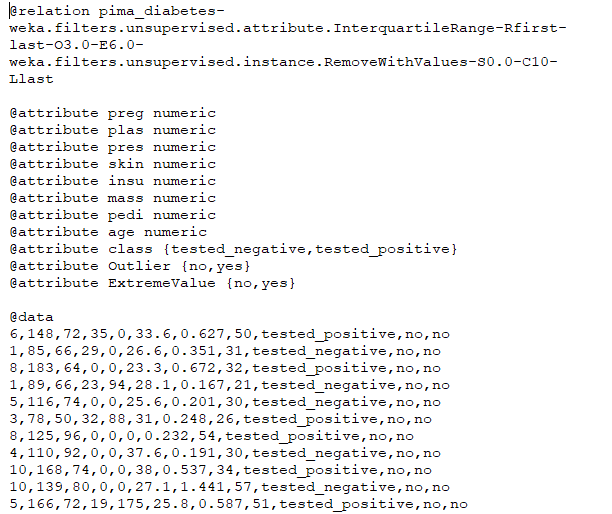 @relation pima_diabetes-
weka.filters.unsupervised.attribute.InterquartileRange-Rfirst-
last-O3.0-E6.0-
weka.filters.unsupervised.instance.RemoveWithValues-S0.0-C10-
Llast

@attribute preg numeric
@attribute plas numeric
@attribute pres numeric
@attribute skin numeric
@attribute insu numeric
@attribute mass numeric
@attribute pedi numeric
@attribute age numeric
@attribute class {tested_negative,tested_positive}
@attribute Outlier {no,yes}
@attribute ExtremeValue {no,yes}

@data
6,148,72,35,0,33.6,0.627,50,tested_positive,no,no
1,85,66,29,0,26.6,0.351,31,tested_negative,no,no
8,183,64,0,0,23.3,0.672,32,tested_positive,no,no
1,89,66,23,94,28.1,0.167,21,tested_negative,no,no
5,116,74,0,0,25.6,0.201,30,tested_negative,no,no
3,78,50,32,88,31,0.248,26,tested_positive,no,no
8,125,96,0,0,0,0.232,54,tested_positive,no,no
4,110,92,0,0,37.6,0.191,30,tested_negative,no,no
10,168,74,0,0,38,0.537,34,tested_positive,no,no
10,139,80,0,0,27.1,1.441,57,tested_negative,no,no
5,166,72,19,175,25.8,0.587,51,tested_positive,no,no